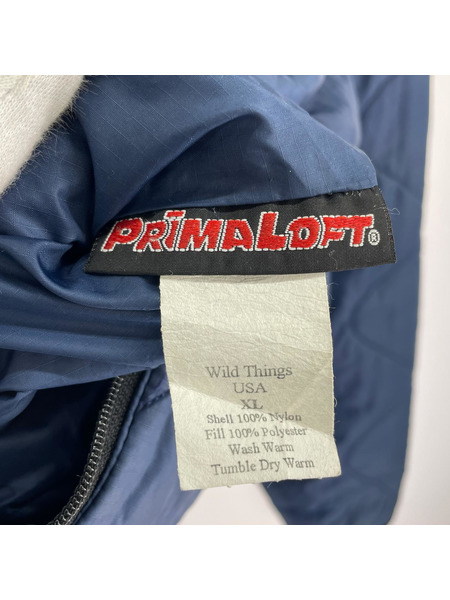 PRIMALOFT®
Wild Things
USA
XL
Shell 100% Nylon
Fill 100% Polyester
Wash Warm
Tumble Dry Warm